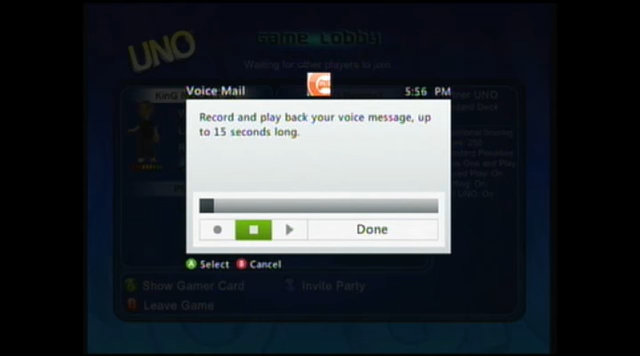 UNO
Game Lobby
Waiting for other players to join
Voice Mail
5:56 PM
Record and play back your voice message, up
to 15 seconds long.
Done
A Select B Cancel
Show Gamer Card
Invite Party
Leave Game